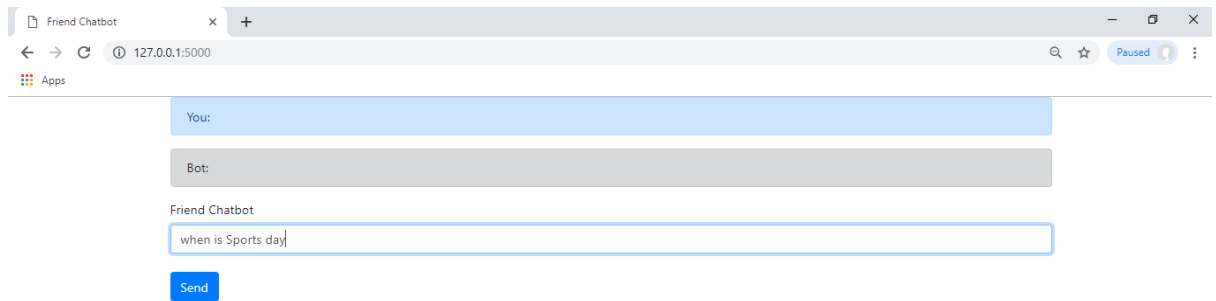 Friend Chatbot
127.0.0.1:5000
Paused
Apps
You:
Bot:
Friend Chatbot
when is Sports day
Send